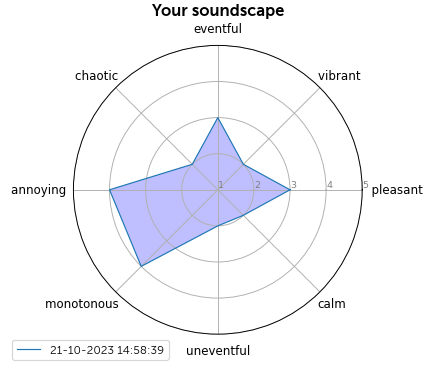 Your soundscape
eventful
chaotic
vibrant
annoying
1 2 3 4 5
pleasant
monotonous
calm
21-10-2023 14:58:39
uneventful